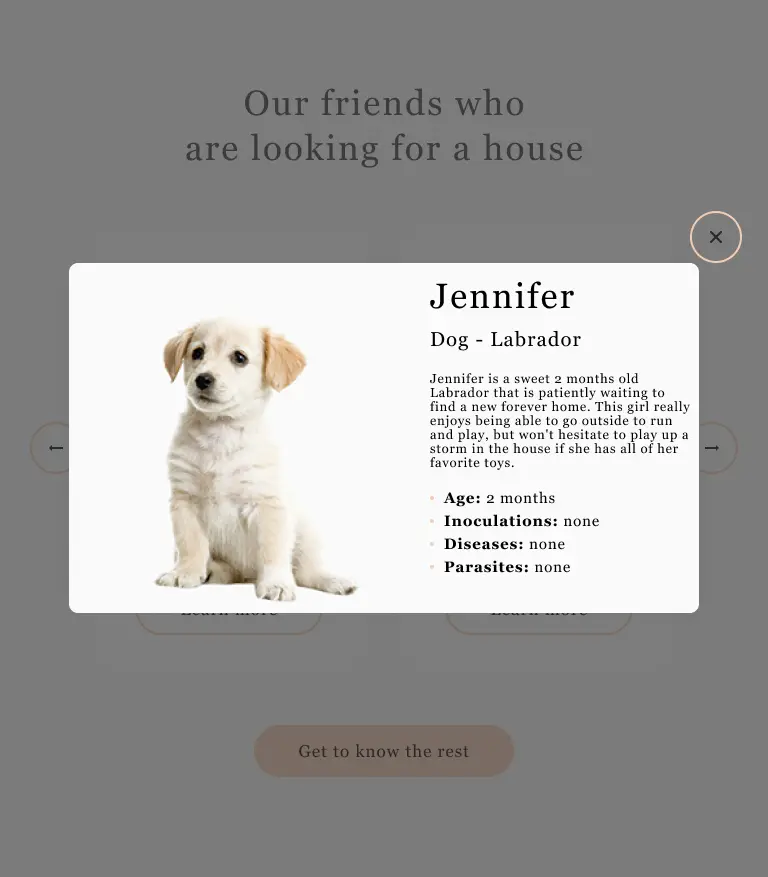 Our friends who
are looking for a house
Jennifer
Dog - Labrador
Jennifer is a sweet 2 months old
Labrador that is patiently waiting to
find a new forever home. This girl really
enjoys being able to go outside to run
and play, but won't hesitate to play up a
storm in the house if she has all of her
favorite toys.
Age: 2 months
Inoculations: none
Diseases: none
Parasites: none
Learn more Learn more
Get to know the rest